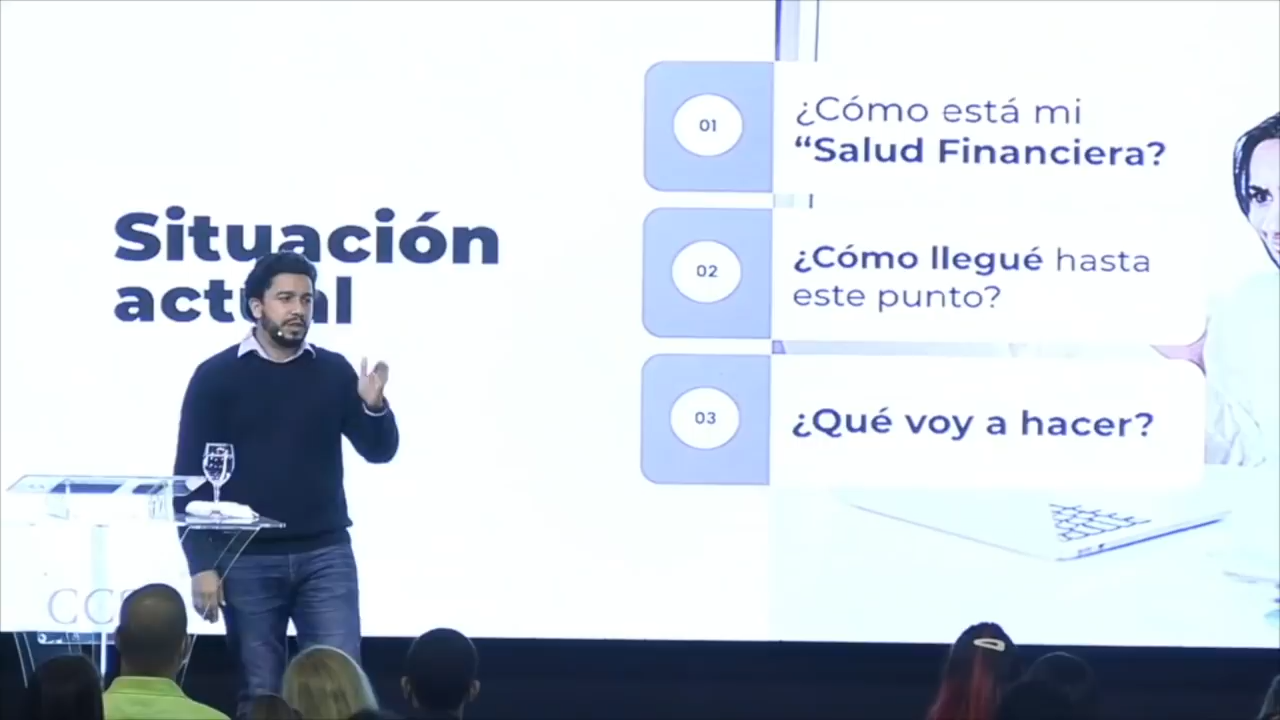 Situación
actual
01
¿Cómo está mi
“Salud Financiera?
02
¿Cómo llegué hasta
este punto?
03
¿Qué voy a hacer?